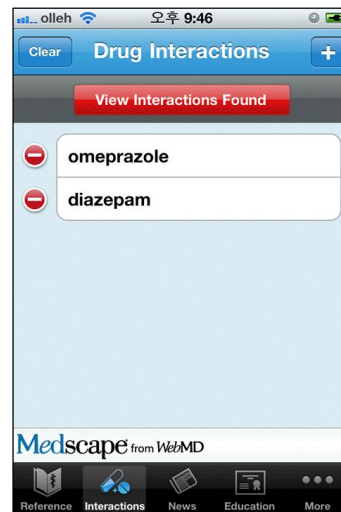 olleh 오후 9:46
Clear Drug Interactions +
View Interactions Found
omeprazole
diazepam
Medscape from WebMD
Reference Interactions News Education More